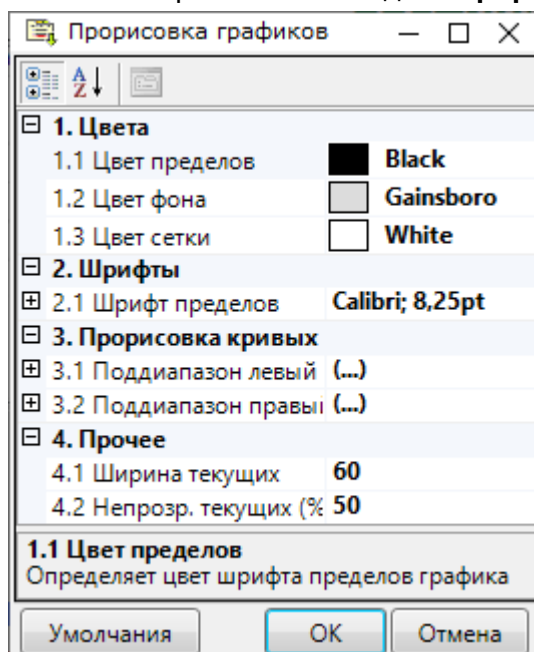 Прорисовка графиков
1. Цвета
1.1 Цвет пределов Black
1.2 Цвет фона Gainsboro
1.3 Цвет сетки White
2. Шрифты
2.1 Шрифт пределов Calibri; 8,25pt
3. Прорисовка кривых
3.1 Поддиапазон левый (...)
3.2 Поддиапазон правы (...)
4. Прочее
4.1 Ширина текущих 60
4.2 Непрозр. текущих (% 50
1.1 Цвет пределов
Определяет цвет шрифта пределов графика
Умолчания OK Отмена